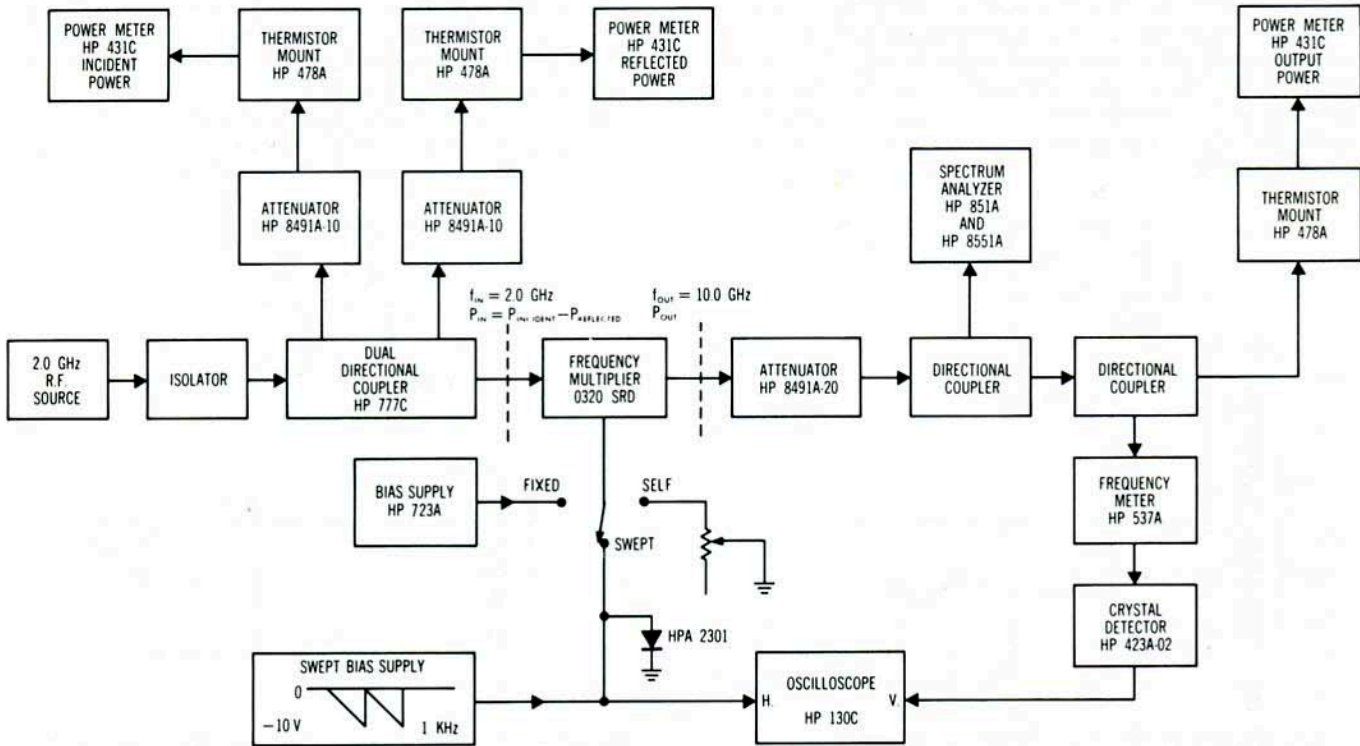 POWER METER
HP 431C
INCIDENT
POWER
THERMISTOR
MOUNT
HP 478A
THERMISTOR
MOUNT
HP 478A
POWER METER
HP 431C
REFLECTED
POWER
POWER METER
HP 431C
OUTPUT
POWER
ATTENUATOR
HP 8491A-10
ATTENUATOR
HP 8491A-10
SPECTRUM
ANALYZER
HP 851A
AND
HP 8551A
THERMISTOR
MOUNT
HP 478A
fIN = 2.0 GHz
PIN = PINCIDENT – PREFLECTED
fOUT = 10.0 GHz
POUT
2.0 GHz
R.F.
SOURCE
ISOLATOR
DUAL
DIRECTIONAL
COUPLER
HP 777C
FREQUENCY
MULTIPLIER
0320 SRD
ATTENUATOR
HP 8491A-20
DIRECTIONAL
COUPLER
DIRECTIONAL
COUPLER
BIAS SUPPLY
HP 723A
FIXED
SELF
SWEPT
FREQUENCY
METER
HP 537A
HPA 2301
CRYSTAL
DETECTOR
HP 423A-02
SWEPT BIAS SUPPLY
0
–10 V
1 KHz
OSCILLOSCOPE
H.
V.
HP 130C